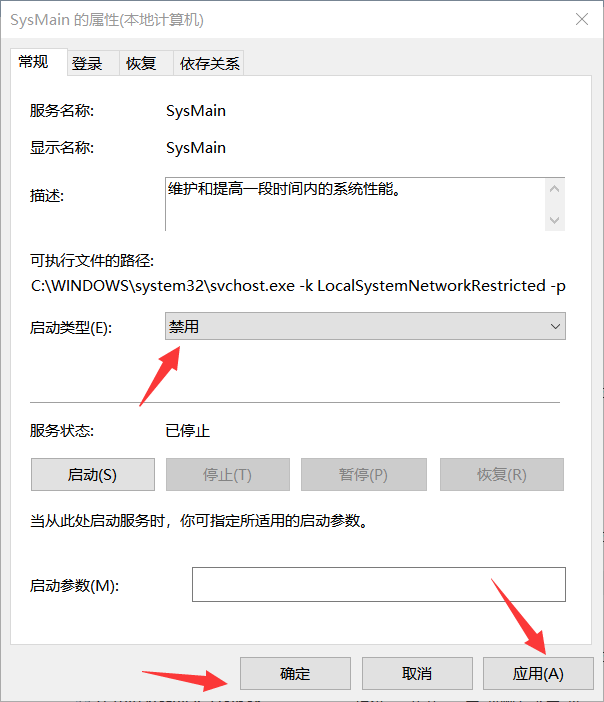 SysMain 的属性(本地计算机)
常规 登录 恢复 依存关系
服务名称: SysMain
显示名称: SysMain
描述: 维护和提高一段时间内的系统性能。
可执行文件的路径:
C:\WINDOWS\system32\svchost.exe -k LocalSystemNetworkRestricted -p
启动类型(E): 禁用
服务状态: 已停止
启动(S) 停止(T) 暂停(P) 恢复(R)
当从此处启动服务时，你可指定所适用的启动参数。
启动参数(M):
确定 取消 应用(A)